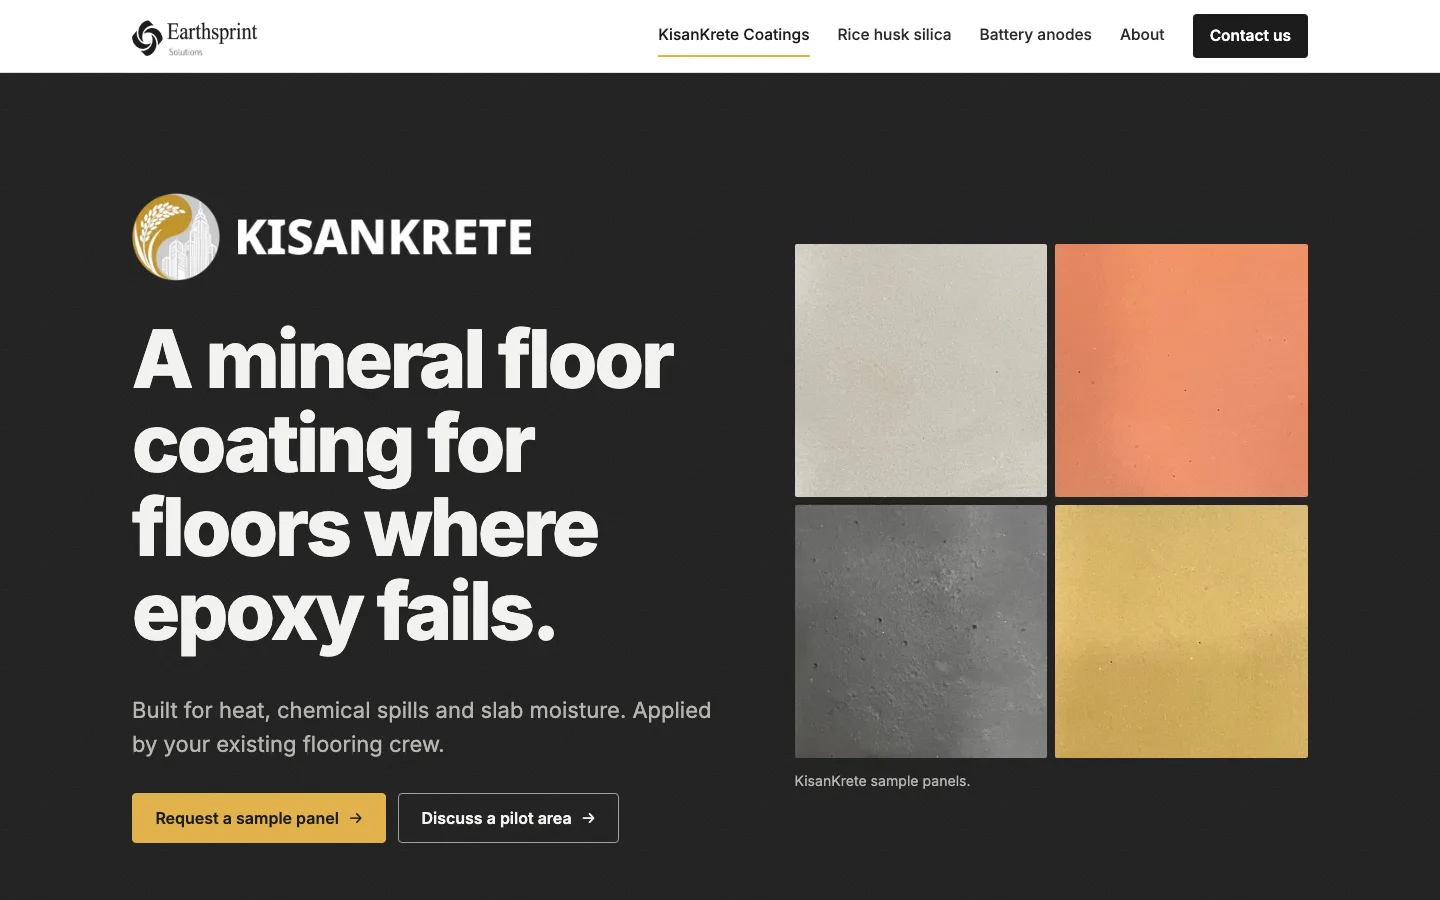 Earthsprint
Solutions
KisanKrete Coatings
Rice husk silica
Battery anodes
About
Contact us
KISANKRETE
A mineral floor
coating for
floors where
epoxy fails.
Built for heat, chemical spills and slab moisture. Applied
by your existing flooring crew.
Request a sample panel →
Discuss a pilot area →
KisanKrete sample panels.